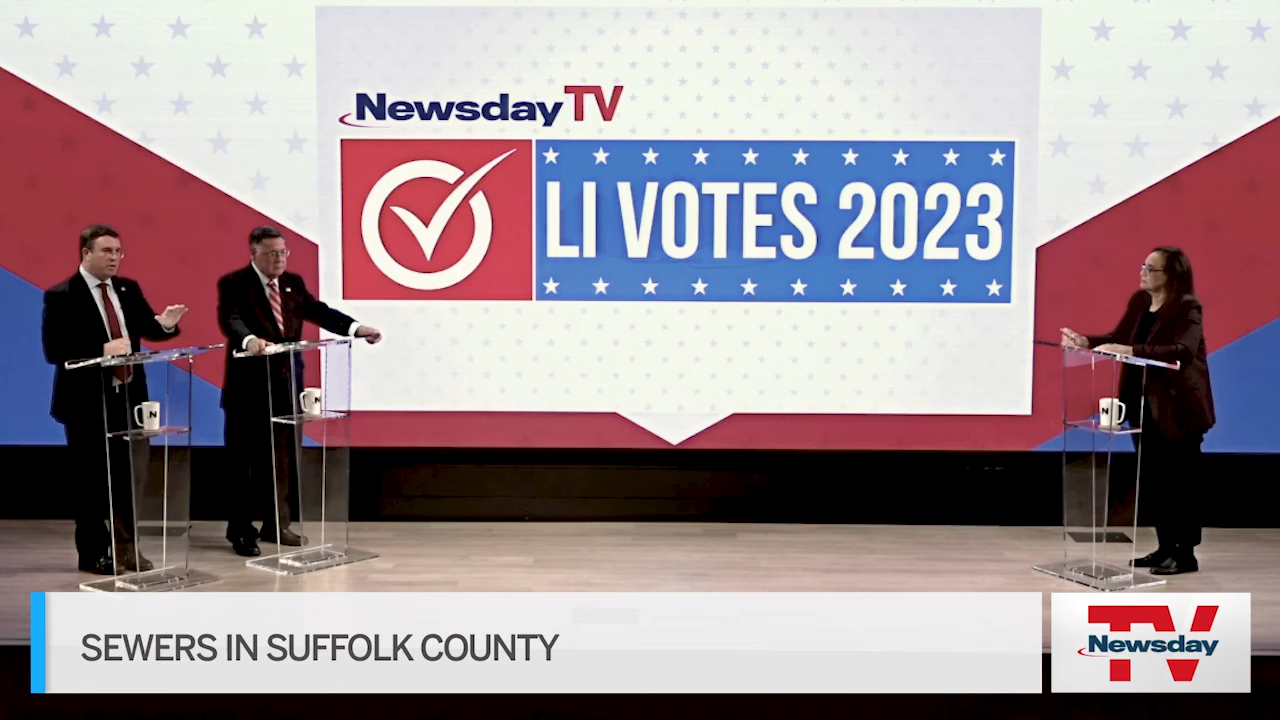 NewsdayTV
LI VOTES 2023
N
N
N
SEWERS IN SUFFOLK COUNTY
TV
Newsday